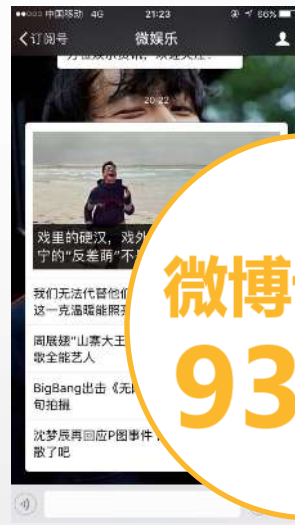 中国移动 4G 21:23 66%
订阅号
微娱乐
20:22
戏里的硬汉，戏外
宁的“反差萌”不
我们无法代替他们
这一克温暖能照亮
周展翅“山寨大王
歌全能艺人
BigBang出击《无
旬拍摄
沈梦辰再回应P图事件
散了吧
微博
93